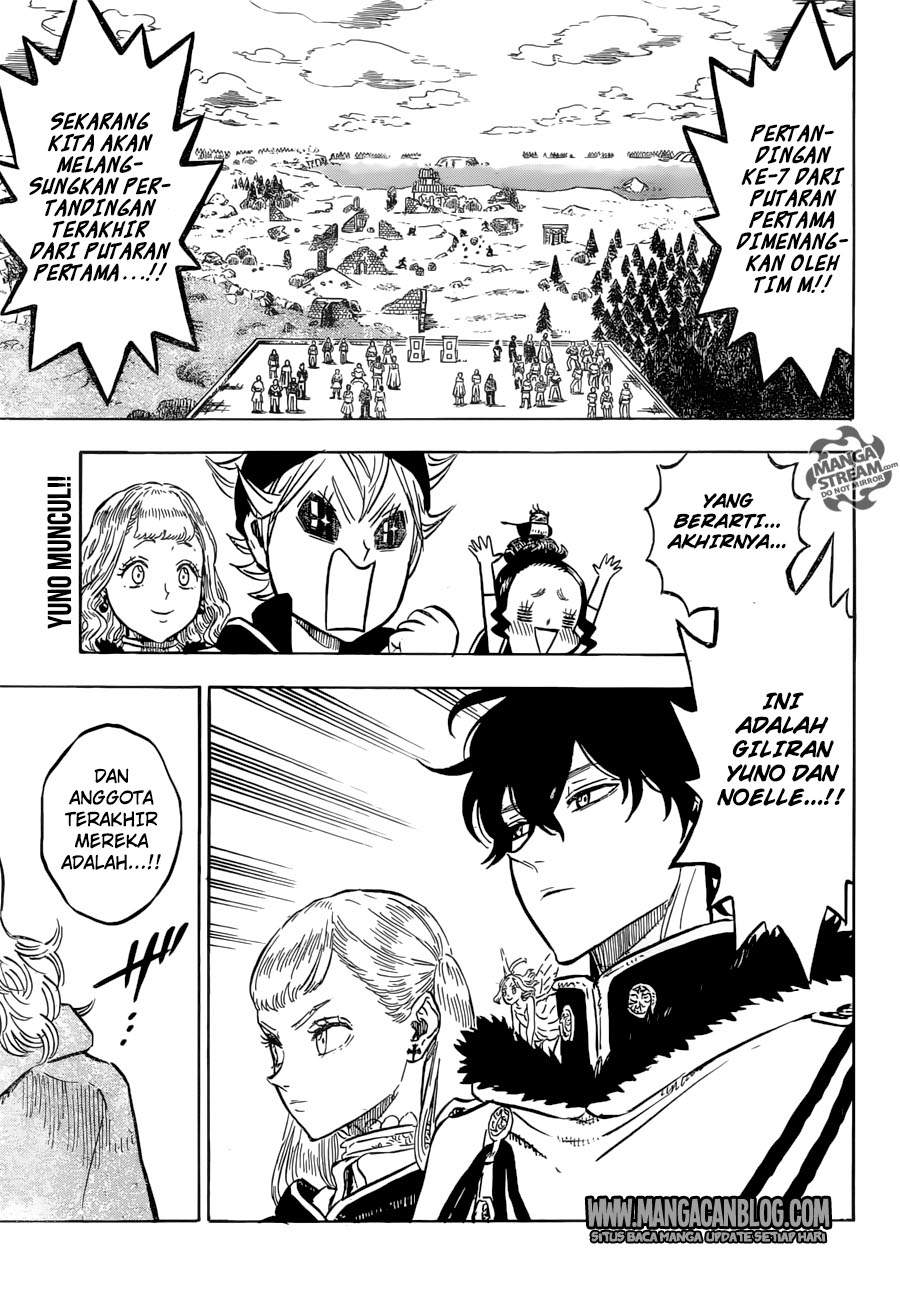 PERTAN-
DINGAN
KE-7 DARI
PUTARAN
PERTAMA
DIMENANG-
KAN OLEH
TIM M!!
SEKARANG
KITA AKAN
MELANG-
SUNGKAN PER-
TANDINGAN
TERAKHIR
DARI PUTARAN
PERTAMA...!!
MANGA
STREAM.com
DO NOT MIRROR
YANG
BERARTI...
AKHIRNYA...
YUNO MUNCUL!!
INI
ADALAH
GILIRAN
YUNO DAN
NOELLE...!!
DAN
ANGGOTA
TERAKHIR
MEREKA
ADALAH...!!
WWW.MANGACANBLOG.COM
SITUS BACA MANGA UPDATE SETIAP HARI